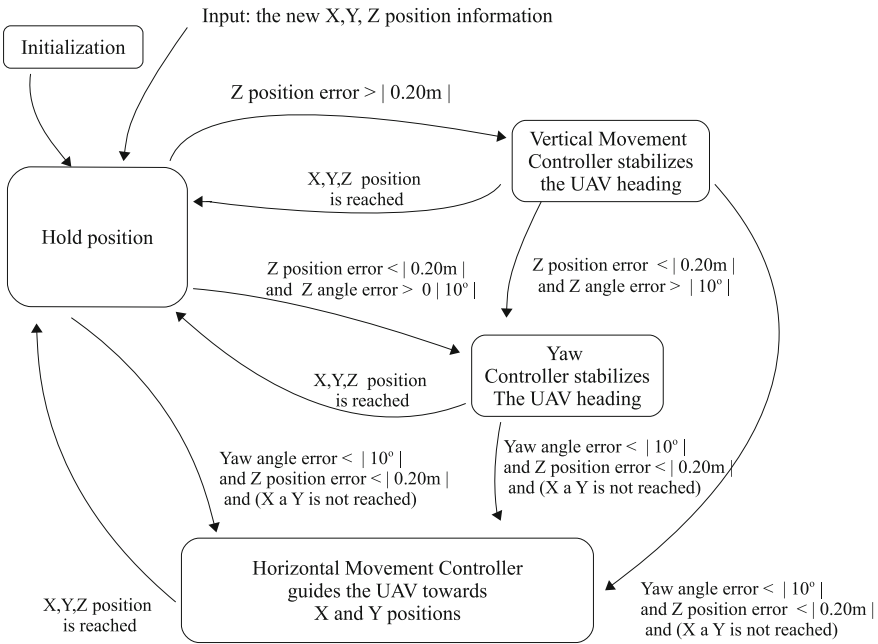 Input: the new X,Y, Z position information
Initialization
Z position error > | 0.20m |
Vertical Movement
Controller stabilizes
the UAV heading
X,Y,Z position
is reached
Hold position
Z position error < | 0.20m |
and Z angle error > 0 | 10º |
Z position error < | 0.20m |
and Z angle error > | 10º |
Yaw
Controller stabilizes
The UAV heading
X,Y,Z position
is reached
Yaw angle error < | 10º |
and Z position error < | 0.20m |
and (X a Y is not reached)
Yaw angle error < | 10º |
and Z position error < | 0.20m |
and (X a Y is not reached)
Horizontal Movement Controller
guides the UAV towards
X and Y positions
X,Y,Z position
is reached
Yaw angle error < | 10º |
and Z position error < | 0.20m |
and (X a Y is not reached)